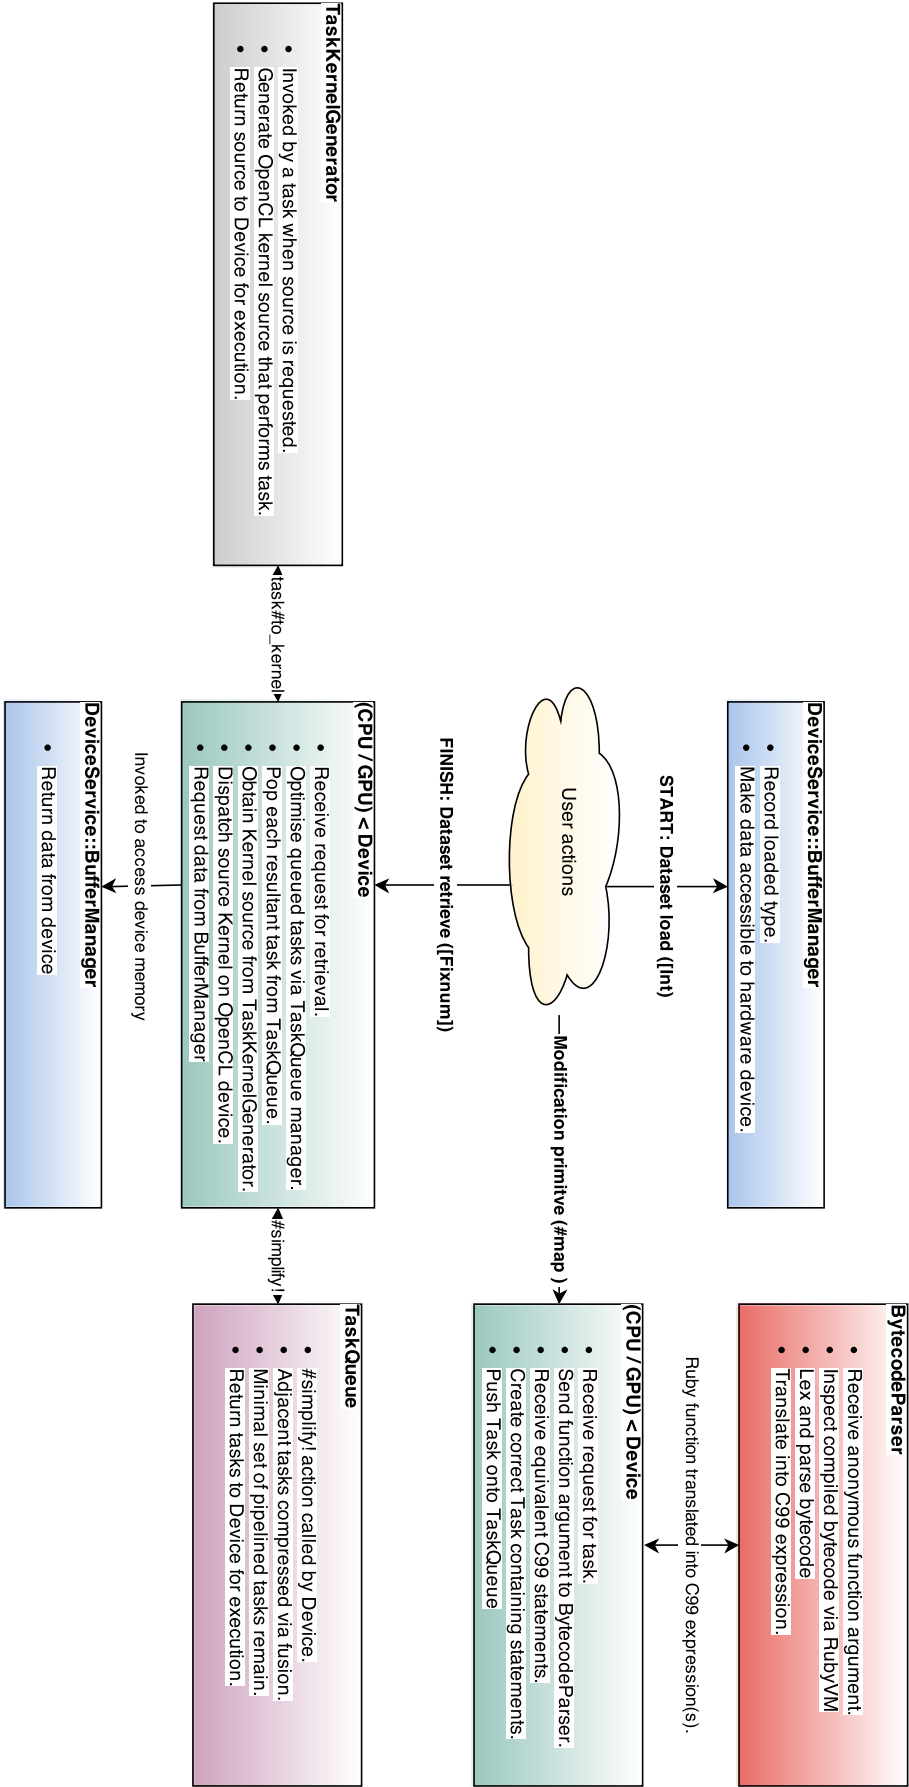 DeviceService::BufferManager
• Record loaded type.
• Make data accessible to hardware device.
BytecodeParser
• Receive anonymous function argument.
• Inspect compiled bytecode via RubyVM
• Lex and parse bytecode
• Translate into C99 expression.
START: Dataset load ([Int)
Ruby function translated into C99 expression(s).
User actions
—Modification primitve (#map )
(CPU / GPU) < Device
• Receive request for task.
• Send function argument to BytecodeParser.
• Receive equivalent C99 statements.
• Create correct Task containing statements.
• Push Task onto TaskQueue
FINISH: Dataset retrieve ([Fixnum])
TaskKernelGenerator
• Invoked by a task when source is requested.
• Generate OpenCL kernel source that performs task.
• Return source to Device for execution.
task#to_kernel
(CPU / GPU) < Device
• Receive request for retrieval.
• Optimise queued tasks via TaskQueue manager.
• Pop each resultant task from TaskQueue.
• Obtain Kernel source from TaskKernelGenerator.
• Dispatch source Kernel on OpenCL device.
• Request data from BufferManager
#simplify!
TaskQueue
• #simplify! action called by Device.
• Adjacent tasks compressed via fusion.
• Minimal set of pipelined tasks remain.
• Return tasks to Device for execution.
Invoked to access device memory
DeviceService::BufferManager
• Return data from device